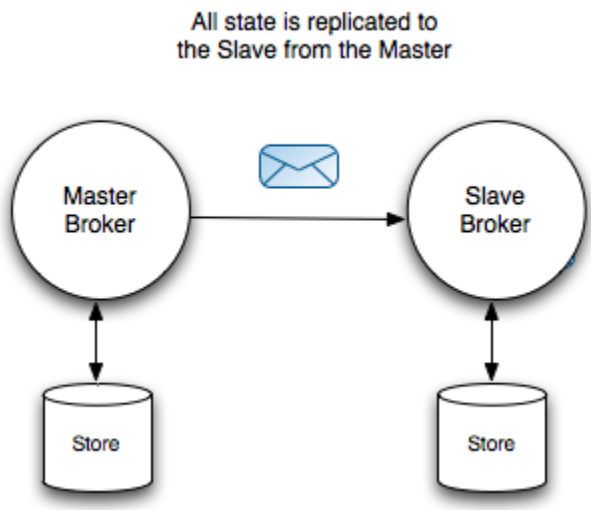 All state is replicated to
the Slave from the Master
Master
Broker
Slave
Broker
Store
Store